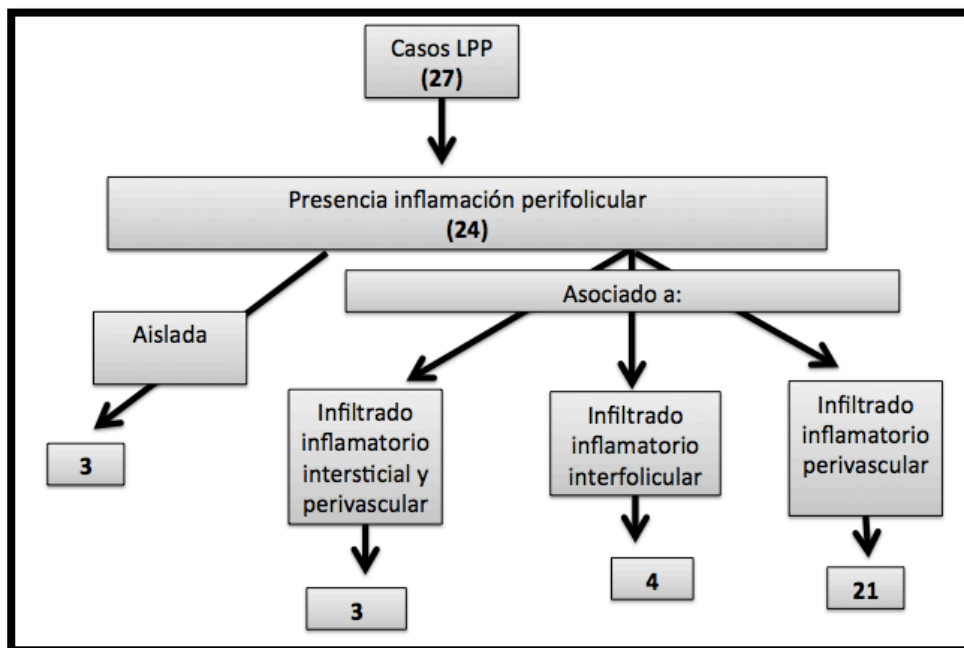 Casos LPP
(27)
Presencia inflamación perifolicular
(24)
Asociado a:
Aislada
Infiltrado
inflamatorio
intersticial y
perivascular
Infiltrado
inflamatorio
interfolicular
Infiltrado
inflamatorio
perivascular
3
3
4
21